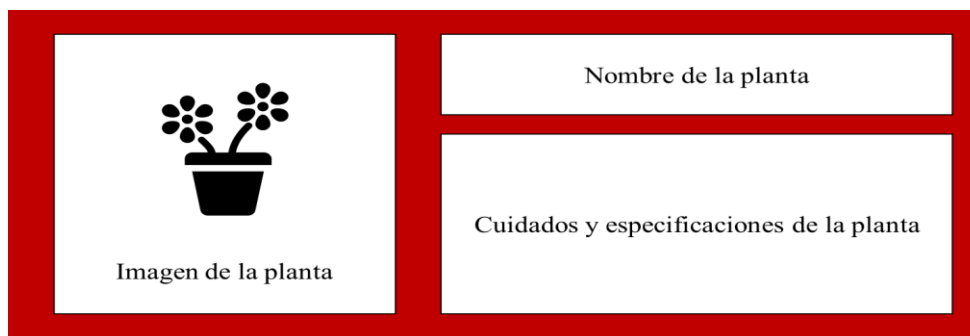 Imagen de la planta
Nombre de la planta
Cuidados y especificaciones de la planta